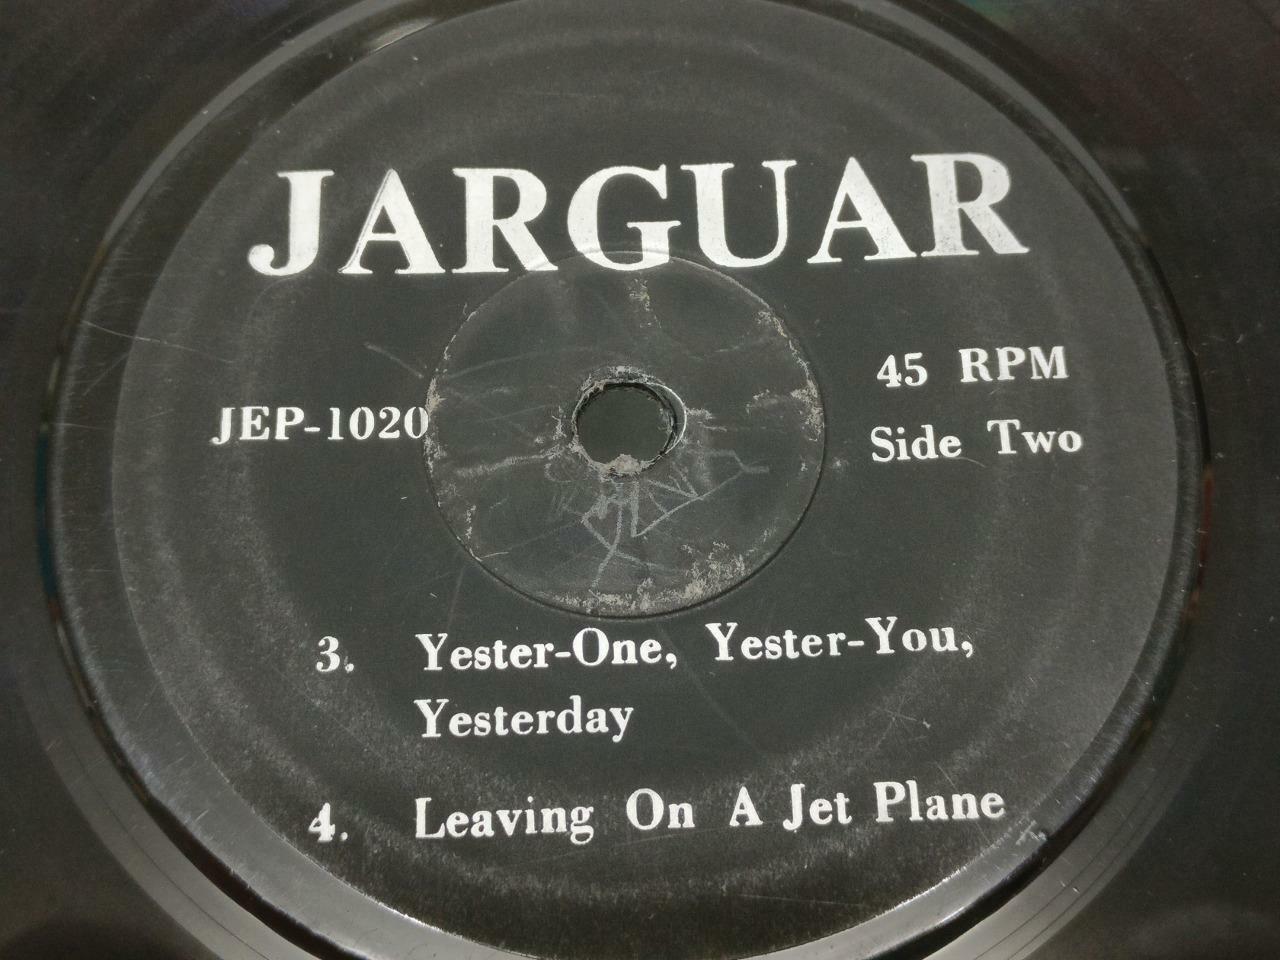 JARGUAR
45 RPM
JEP-1020
Side Two
3. Yester-One, Yester-You,
Yesterday
4. Leaving On A Jet Plane